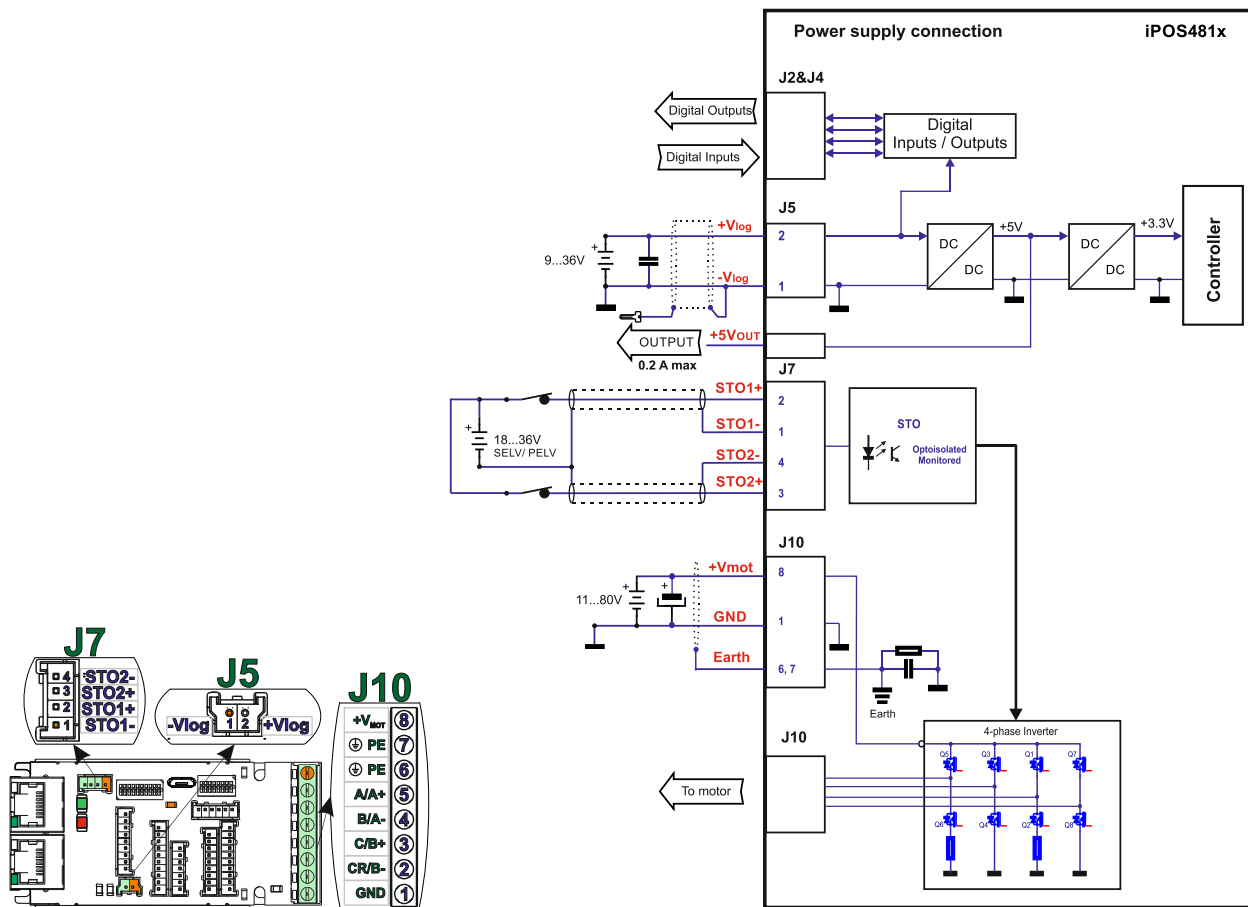 Power supply connection
iPOS481x
J2&J4
Digital Outputs
Digital Inputs
Digital
Inputs / Outputs
J5
+Vlog
2
-Vlog
1
+
9...36V
DC
DC
+5V
DC
DC
+3.3V
Controller
OUTPUT
+5VOUT
0.2 A max
J7
STO1+
2
STO1-
1
STO2-
4
STO2+
3
+
18...36V
SELV/ PELV
STO
Optoisolated
Monitored
J10
+Vmot
8
GND
1
Earth
6, 7
+
+
11...80V
Earth
J10
To motor
4-phase Inverter
Q5
Q3
Q1
Q7
Q6
Q4
Q2
Q8
J7
4 STO2-
3 STO2+
2 STO1+
1 STO1-
J5
-Vlog 1 2 +Vlog
J10
+VMOT 8
PE 7
PE 6
A/A+ 5
B/A- 4
C/B+ 3
CR/B- 2
GND 1